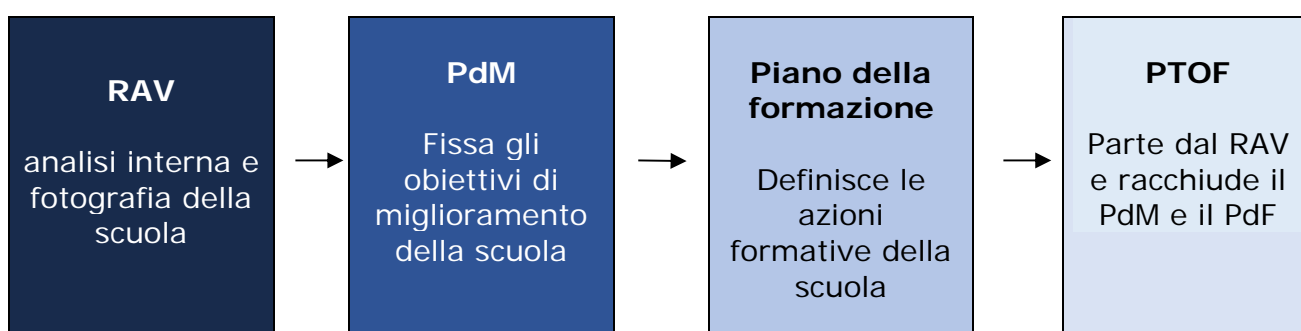 RAV
analisi interna e
fotografia della
scuola
PdM
Fissa gli
obiettivi di
miglioramento
della scuola
Piano della
formazione
Definisce le
azioni
formative della
scuola
PTOF
Parte dal RAV
e racchiude il
PdM e il PdF